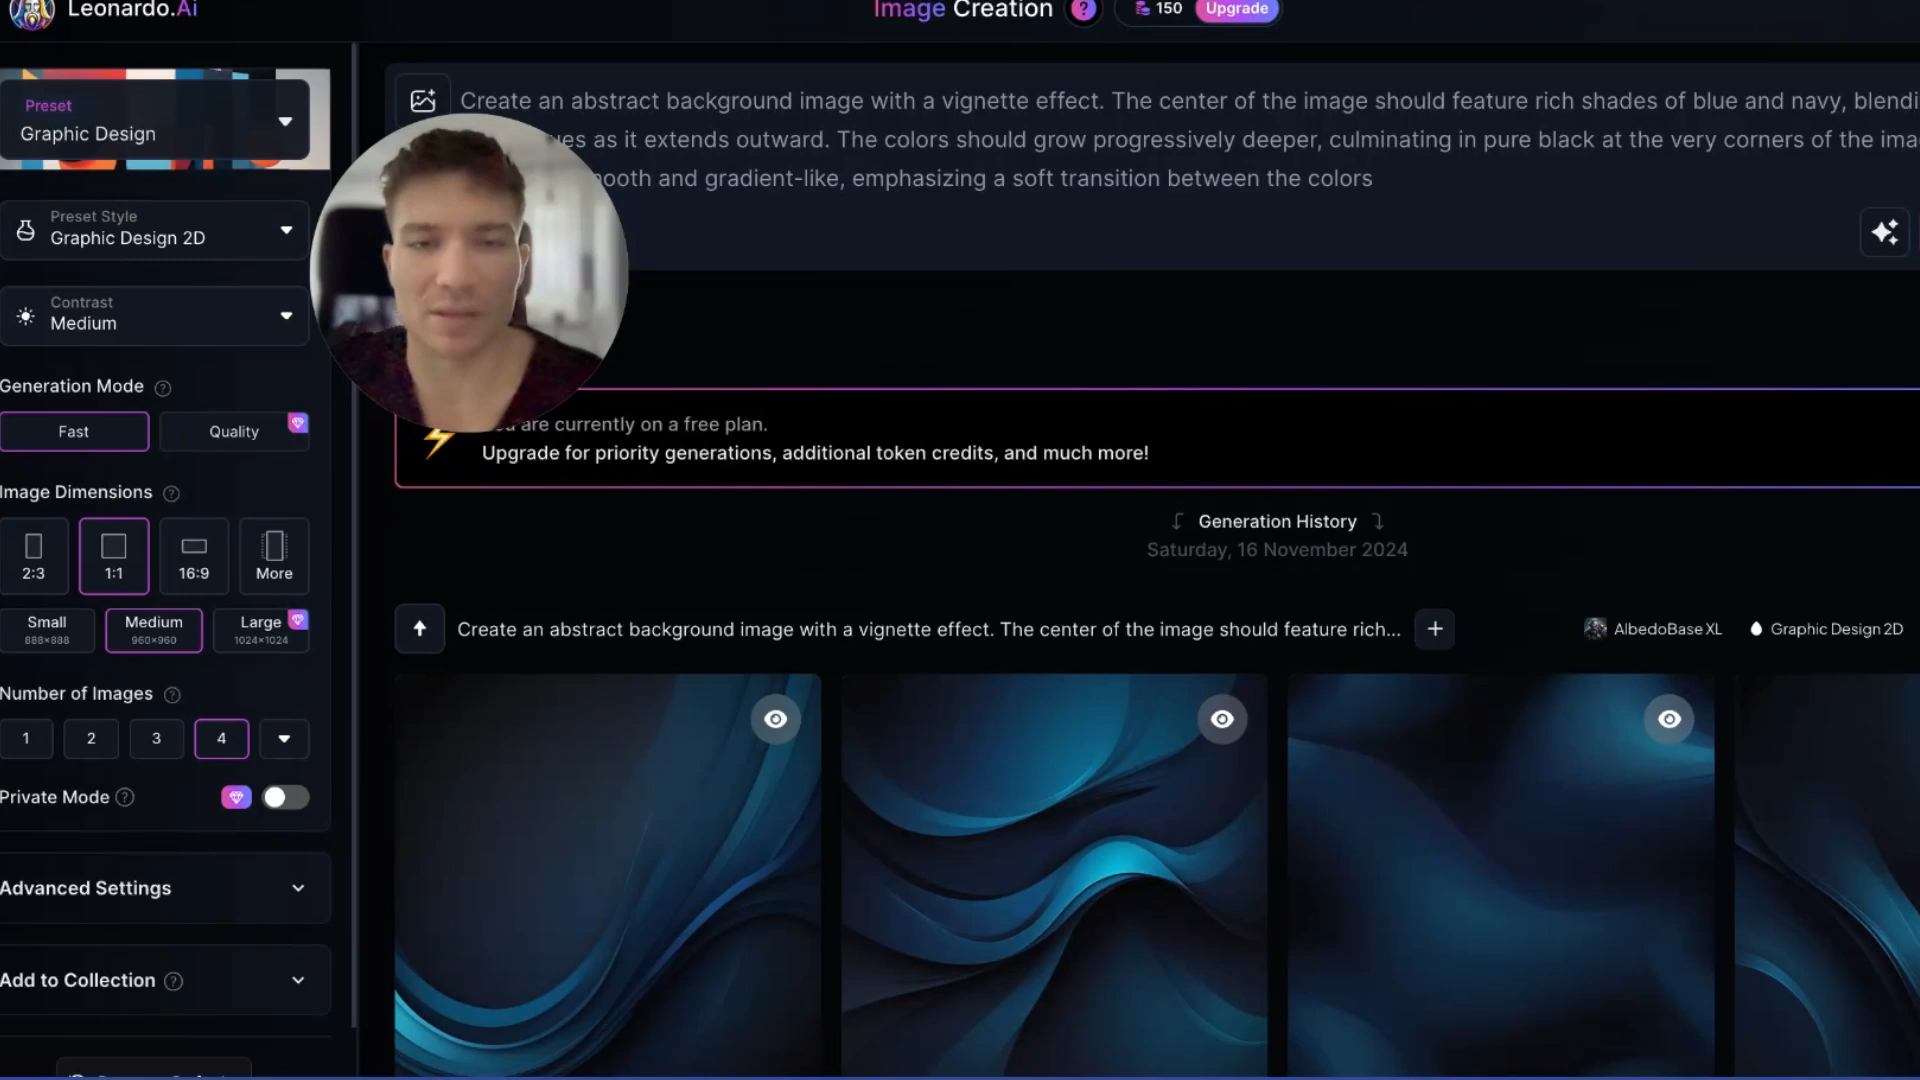 Leonardo.Ai
Image Creation
?
150
Upgrade
Preset
Graphic Design
Preset Style
Graphic Design 2D
Contrast
Medium
Generation Mode ?
Fast
Quality
Image Dimensions ?
2:3
1:1
16:9
More
Small
888×888
Medium
960×960
Large
1024×1024
Number of Images ?
1
2
3
4
Private Mode ?
Advanced Settings
Add to Collection ?
Create an abstract background image with a vignette effect. The center of the image should feature rich shades of blue and navy, blendi
as it extends outward. The colors should grow progressively deeper, culminating in pure black at the very corners of the ima
and gradient-like, emphasizing a soft transition between the colors
are currently on a free plan.
Upgrade for priority generations, additional token credits, and much more!
Generation History
Saturday, 16 November 2024
Create an abstract background image with a vignette effect. The center of the image should feature rich...
AlbedoBase XL
Graphic Design 2D